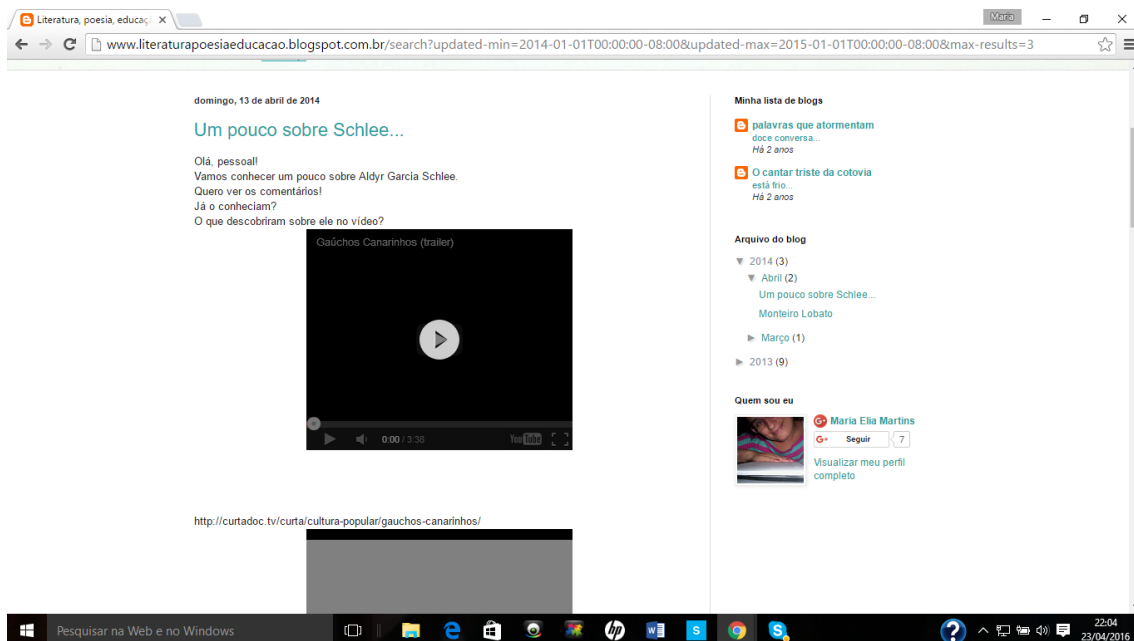 Literatura, poesia, educaçã
Maria
www.literaturapoesiaeducacao.blogspot.com.br/search?updated-min=2014-01-01T00:00:00-08:00&updated-max=2015-01-01T00:00:00-08:00&max-results=3
domingo, 13 de abril de 2014
Um pouco sobre Schlee...
Olá, pessoal!
Vamos conhecer um pouco sobre Aldyr Garcia Schlee.
Quero ver os comentários!
Já o conheciam?
O que descobriram sobre ele no vídeo?
Gaúchos Canarinhos (trailer)
0:00 / 3:38
YouTube
http://curtadoc.tv/curta/cultura-popular/gauchos-canarinhos/
Minha lista de blogs
palavras que atormentam
doce conversa...
Há 2 anos
O cantar triste da cotovia
está frio...
Há 2 anos
Arquivo do blog
▼ 2014 (3)
▼ Abril (2)
Um pouco sobre Schlee...
Monteiro Lobato
► Março (1)
► 2013 (9)
Quem sou eu
Maria Elia Martins
G+ Seguir 7
Visualizar meu perfil
completo
Pesquisar na Web e no Windows
22:04
23/04/2016